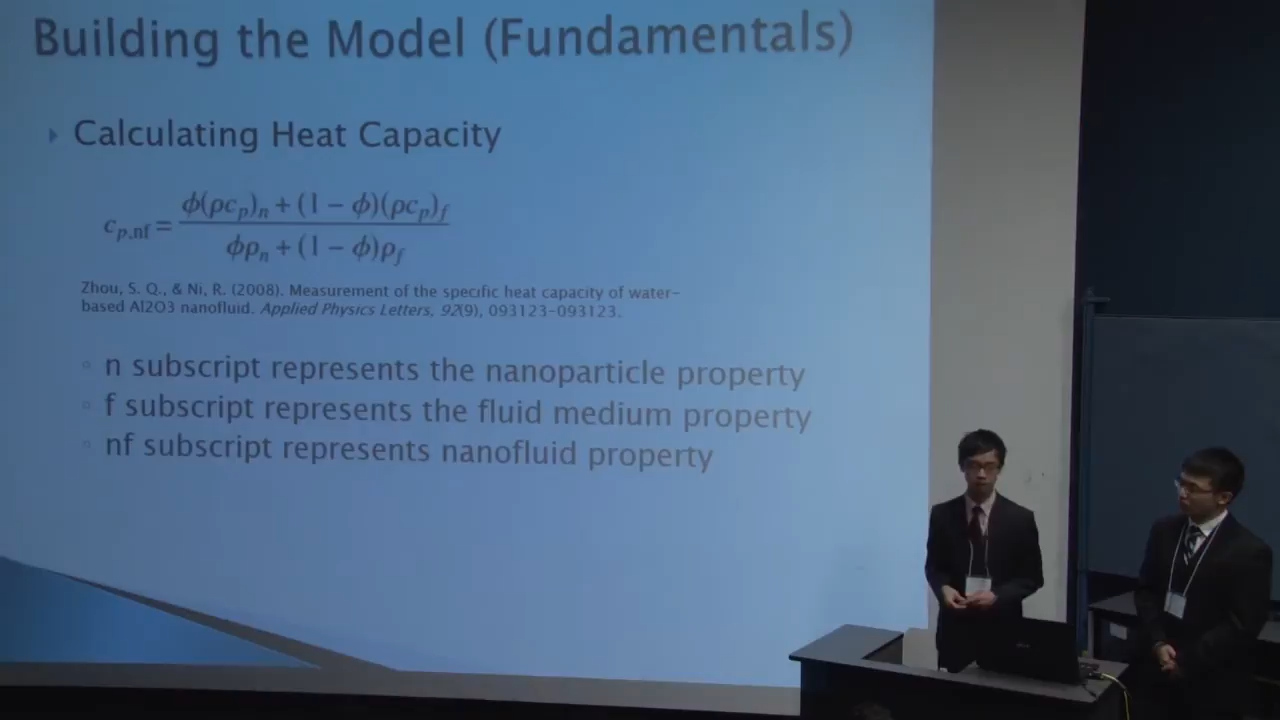 Building the Model (Fundamentals)
Calculating Heat Capacity
c_{p,nf} = \frac{ϕ(ρc_p)_n + (1 − ϕ)(ρc_p)_f}{ϕρ_n + (1 − ϕ)ρ_f}
Zhou, S. Q., & Ni, R. (2008). Measurement of the specific heat capacity of water-
based Al2O3 nanofluid. Applied Physics Letters, 92(9), 093123-093123.
n subscript represents the nanoparticle property
f subscript represents the fluid medium property
nf subscript represents nanofluid property